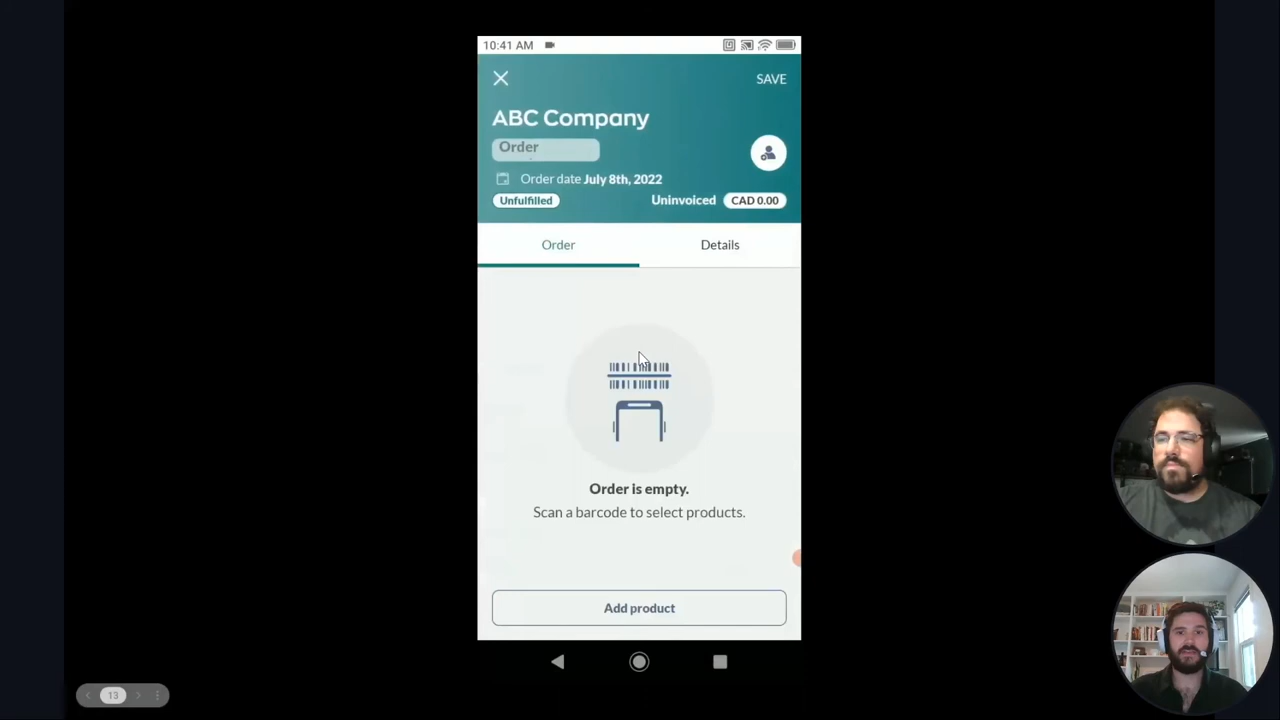 10:41 AM
SAVE
ABC Company
Order
Order date July 8th, 2022
Unfulfilled
Uninvoiced CAD 0.00
Order Details
Order is empty.
Scan a barcode to select products.
Add product
13